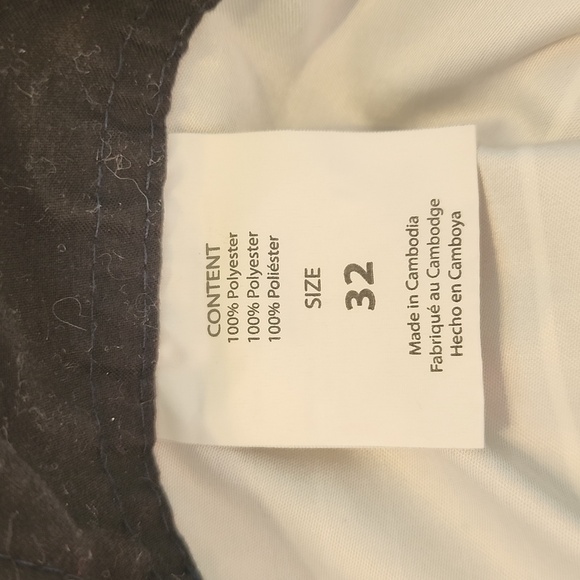 CONTENT
100% Polyester
100% Polyester
100% Poliéster
SIZE
32
Made in Cambodia
Fabriqué au Cambodge
Hecho en Camboya